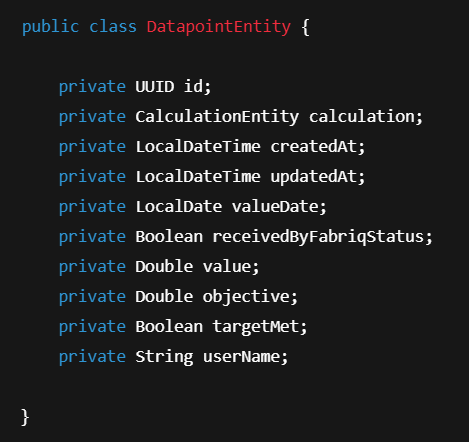 public class DatapointEntity {
private UUID id;
private CalculationEntity calculation;
private LocalDateTime createdAt;
private LocalDateTime updatedAt;
private LocalDate valueDate;
private Boolean receivedByFabriqStatus;
private Double value;
private Double objective;
private Boolean targetMet;
private String userName;
}